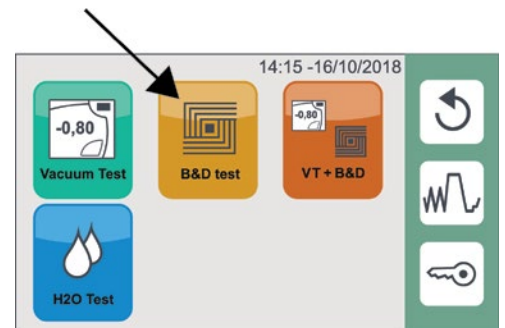 14:15 -16/10/2018
-0,80
Vacuum Test
B&D test
-0,80
VT + B&D
H2O Test